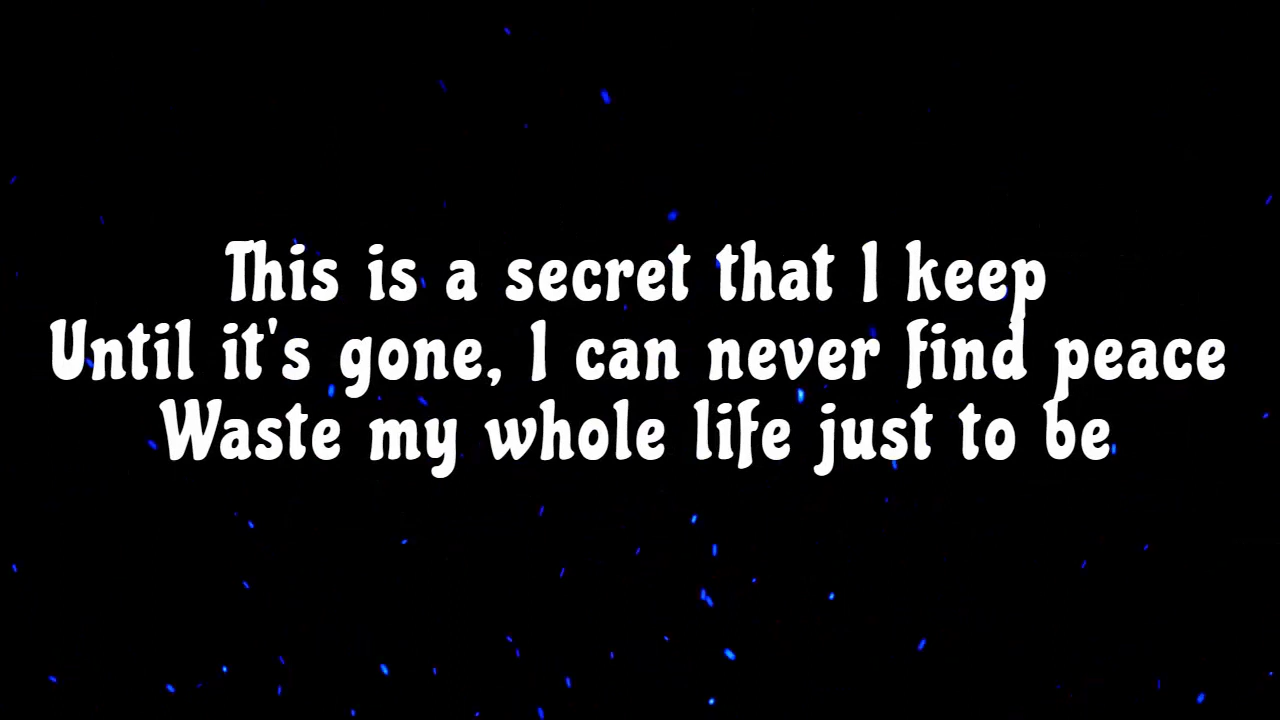 This is a secret that I keep
Until it's gone, I can never find peace
Waste my whole life just to be